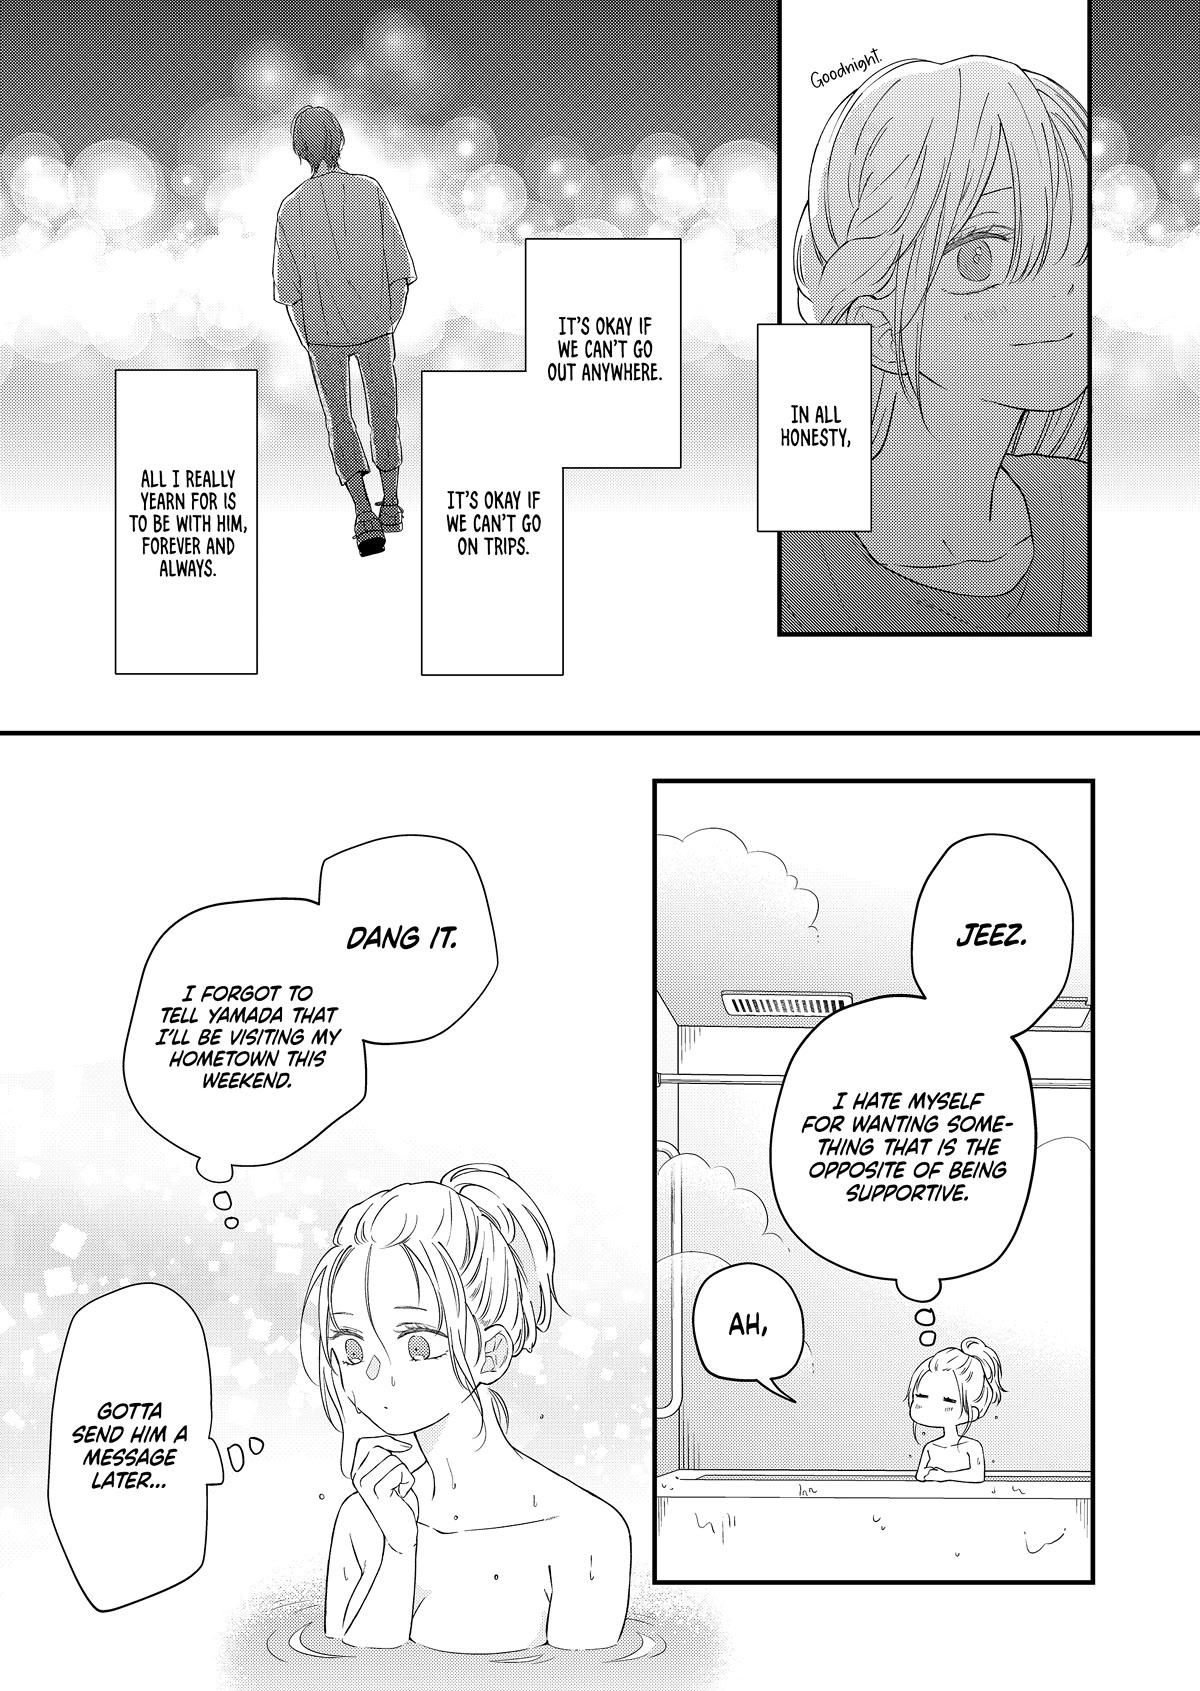 Goodnight.
IN ALL
HONESTY,
IT'S OKAY IF
WE CAN'T GO
OUT ANYWHERE.
IT'S OKAY IF
WE CAN'T GO
ON TRIPS.
ALL I REALLY
YEARN FOR IS
TO BE WITH HIM,
FOREVER AND
ALWAYS.
JEEZ.
I HATE MYSELF
FOR WANTING SOME-
THING THAT IS THE
OPPOSITE OF BEING
SUPPORTIVE.
AH,
DANG IT.
I FORGOT TO
TELL YAMADA THAT
I'LL BE VISITING MY
HOMETOWN THIS
WEEKEND.
GOTTA
SEND HIM A
MESSAGE
LATER...